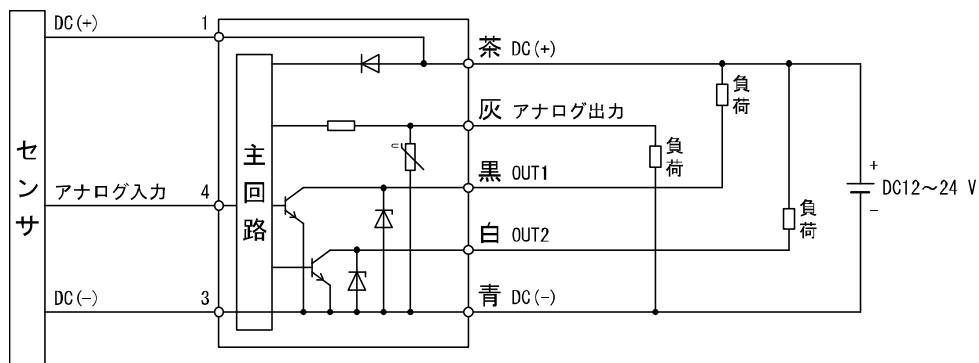 DC(+)
1
茶 DC(+)
負荷
灰 アナログ出力
負荷
センサ
主回路
黒 OUT1
+
DC12～24 V
-
アナログ入力
4
負荷
白 OUT2
DC(-)
3
青 DC(-)